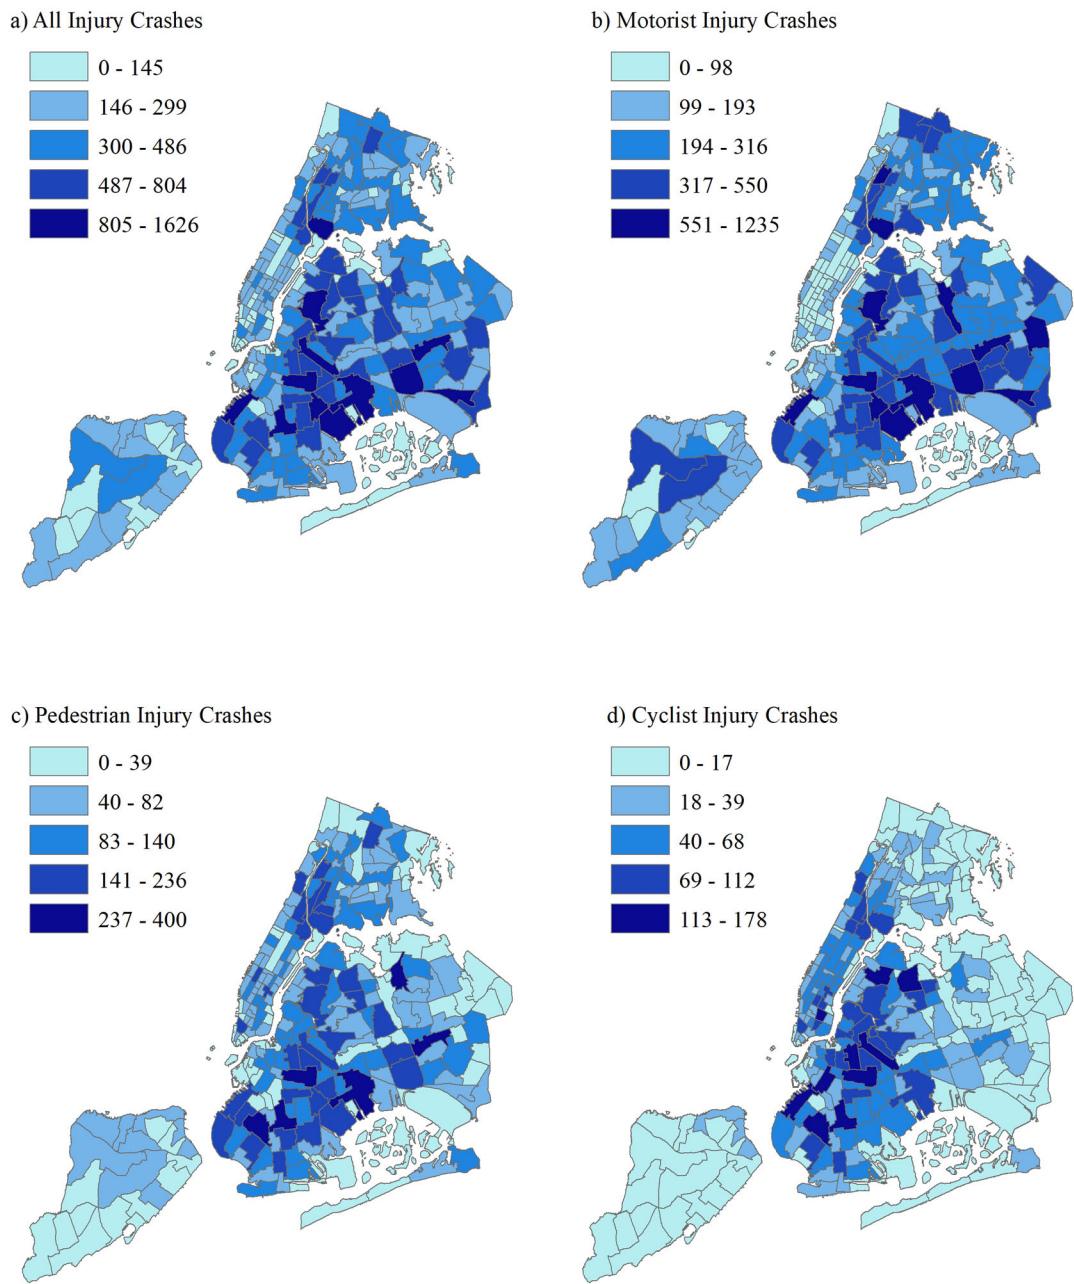 a) All Injury Crashes
0 - 145
146 - 299
300 - 486
487 - 804
805 - 1626
b) Motorist Injury Crashes
0 - 98
99 - 193
194 - 316
317 - 550
551 - 1235
c) Pedestrian Injury Crashes
0 - 39
40 - 82
83 - 140
141 - 236
237 - 400
d) Cyclist Injury Crashes
0 - 17
18 - 39
40 - 68
69 - 112
113 - 178